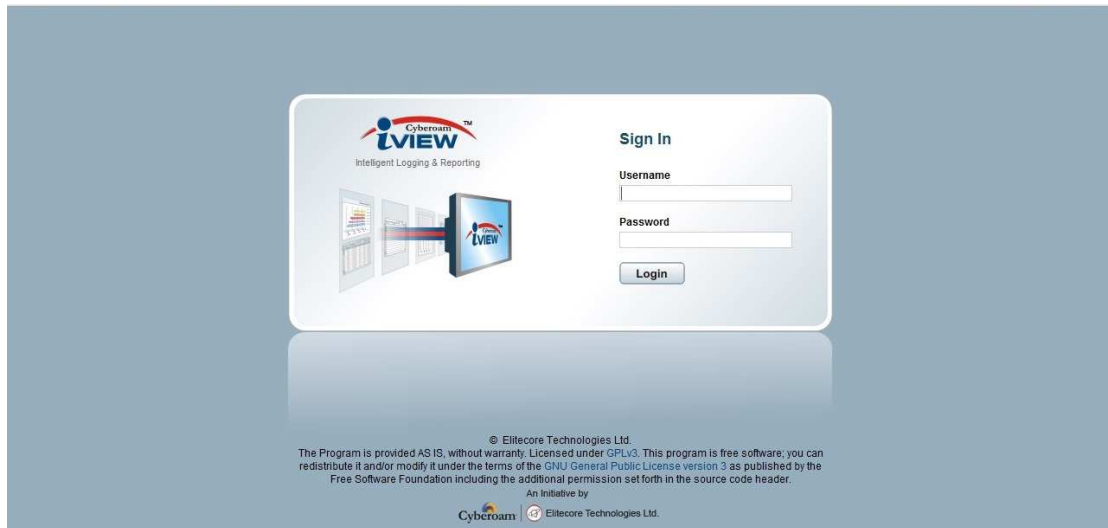 Cyberoam TM
iVIEW
Intelligent Logging & Reporting
Cyberoam
iVIEW
Sign In
Username
Password
Login
© Elitecore Technologies Ltd.
The Program is provided AS IS, without warranty. Licensed under GPLv3. This program is free software; you can
redistribute it and/or modify it under the terms of the GNU General Public License version 3 as published by the
Free Software Foundation including the additional permission set forth in the source code header.
An Initiative by
Cyberoam Elitecore Technologies Ltd.